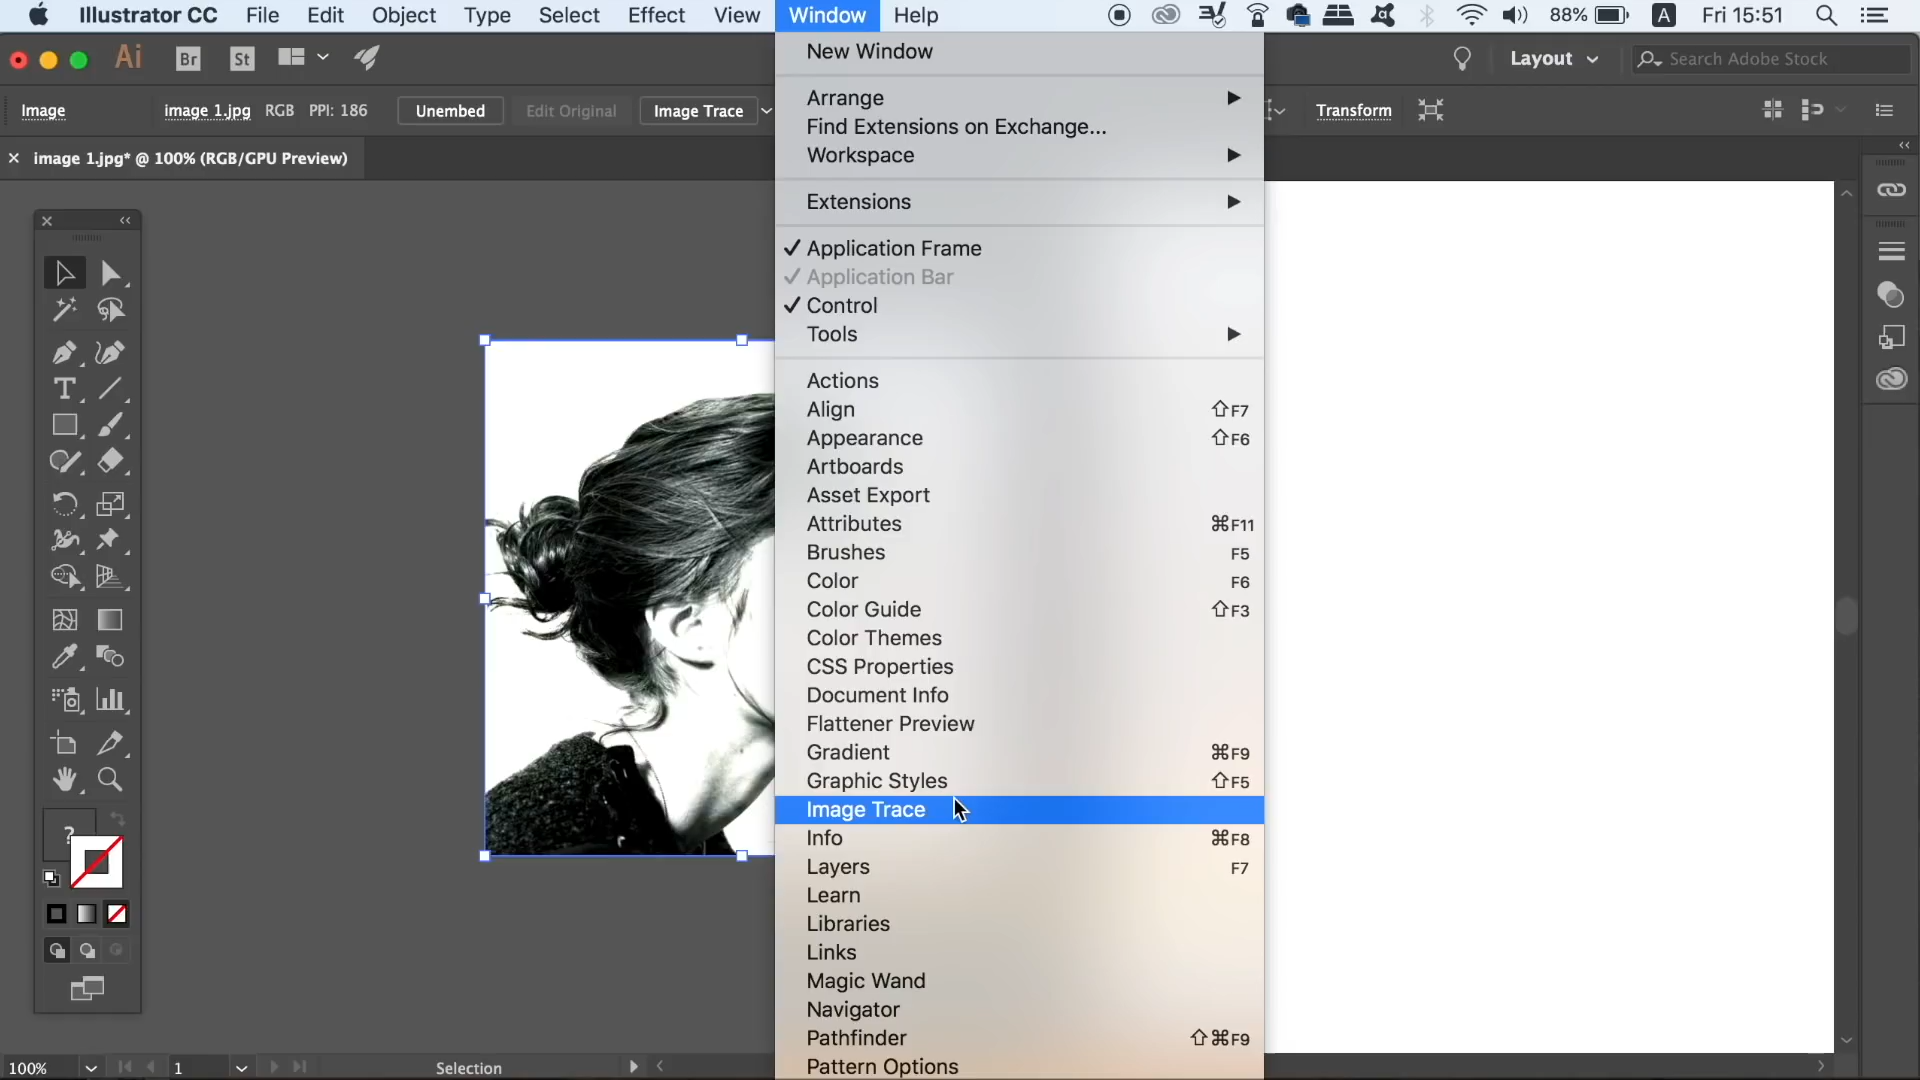 Illustrator CC File Edit Object Type Select Effect View Window Help 88% A Fri 15:51
Ai Br St Layout Search Adobe Stock
Image image 1.jpg RGB PPI: 186 Unembed Edit Original Image Trace Transform
image 1.jpg* @ 100% (RGB/GPU Preview)
New Window
Arrange
Find Extensions on Exchange...
Workspace
Extensions
✓ Application Frame
✓ Application Bar
✓ Control
Tools
Actions
Align ⇧F7
Appearance ⇧F6
Artboards
Asset Export
Attributes ⌘F11
Brushes F5
Color F6
Color Guide ⇧F3
Color Themes
CSS Properties
Document Info
Flattener Preview
Gradient ⌘F9
Graphic Styles ⇧F5
Image Trace
Info ⌘F8
Layers F7
Learn
Libraries
Links
Magic Wand
Navigator
Pathfinder ⇧⌘F9
Pattern Options
?
100% 1 Selection